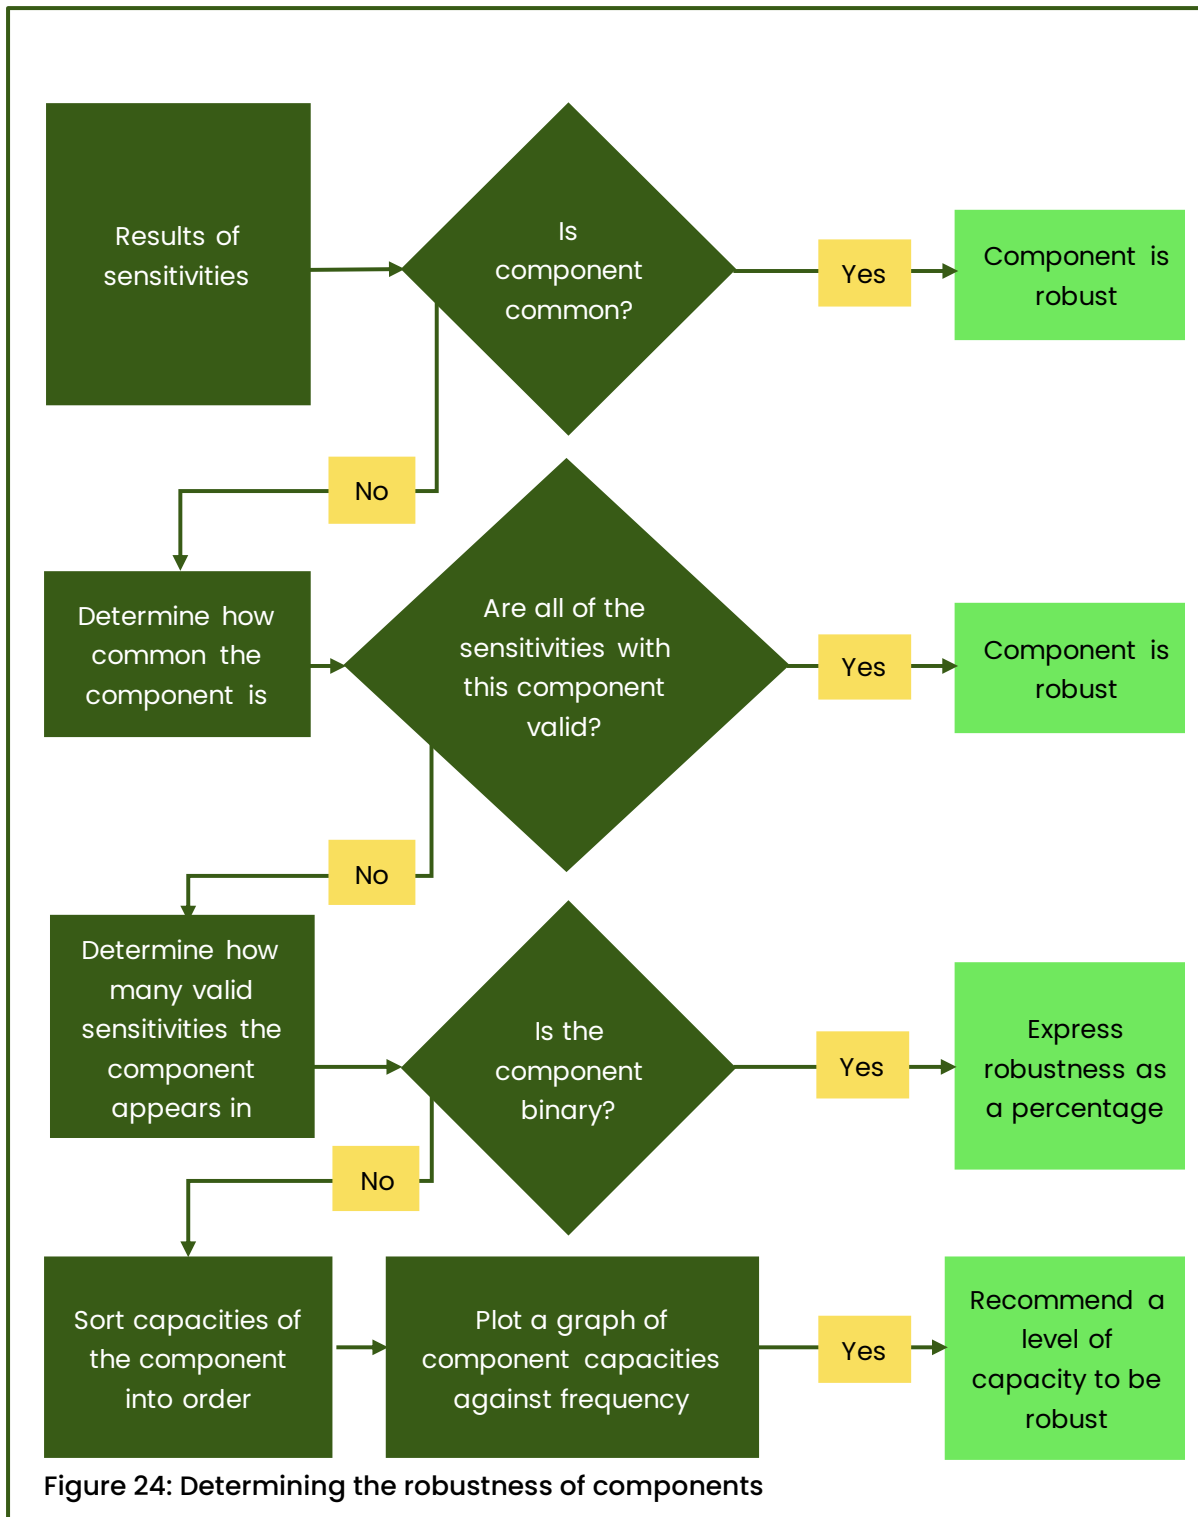 Results of
sensitivities
Is
component
common?
Yes
Component is
robust
No
Determine how
common the
component is
Are all of the
sensitivities with
this component
valid?
Yes
Component is
robust
No
Determine how
many valid
sensitivities the
component
appears in
Is the
component
binary?
Yes
Express
robustness as
a percentage
No
Sort capacities of
the component
into order
Plot a graph of
component capacities
against frequency
Yes
Recommend a
level of
capacity to be
robust
Figure 24: Determining the robustness of components